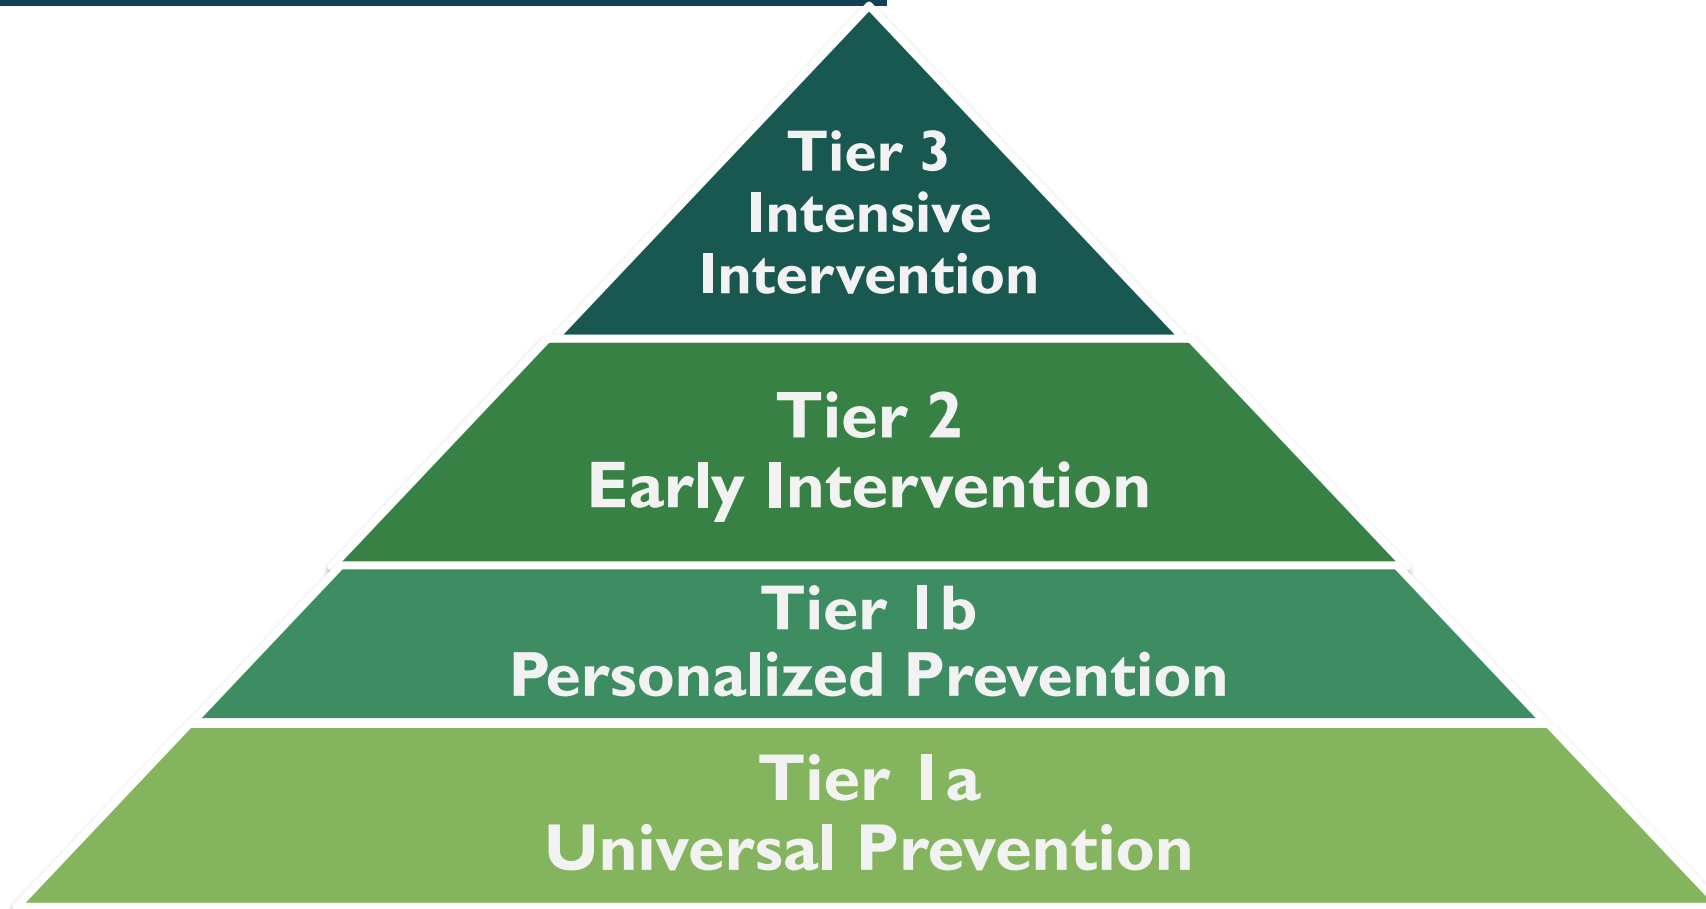 Tier 3
Intensive
Intervention
Tier 2
Early Intervention
Tier 1b
Personalized Prevention
Tier 1a
Universal Prevention